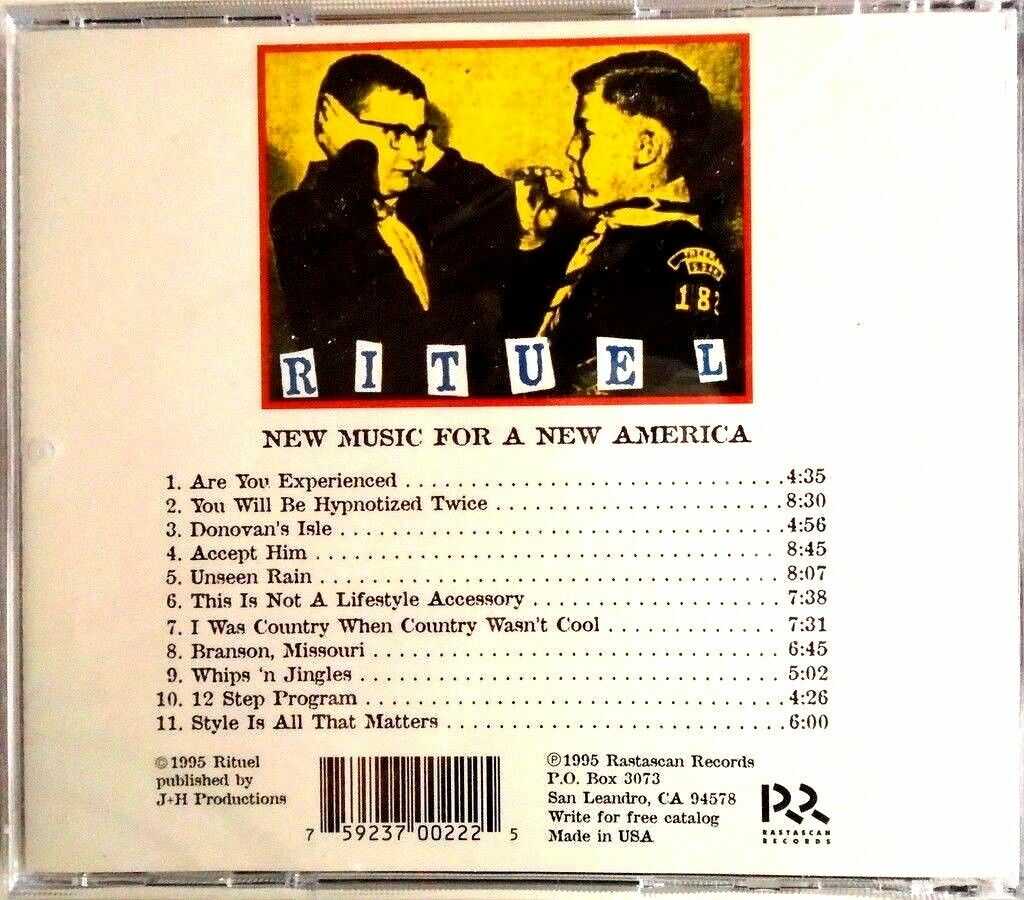 182
R I T U E L
NEW MUSIC FOR A NEW AMERICA
1. Are You Experienced . . . . . . . . . . . . . . . . . . . . . . . . . . . . . 4:35
2. You Will Be Hypnotized Twice . . . . . . . . . . . . . . . . . . . . . . 8:30
3. Donovan's Isle . . . . . . . . . . . . . . . . . . . . . . . . . . . . . . . . . . 4:56
4. Accept Him . . . . . . . . . . . . . . . . . . . . . . . . . . . . . . . . . . . 8:45
5. Unseen Rain . . . . . . . . . . . . . . . . . . . . . . . . . . . . . . . . . . . 8:07
6. This Is Not A Lifestyle Accessory . . . . . . . . . . . . . . . . . . . 7:38
7. I Was Country When Country Wasn't Cool . . . . . . . . . . . . . 7:31
8. Branson, Missouri . . . . . . . . . . . . . . . . . . . . . . . . . . . . . . . 6:45
9. Whips 'n Jingles . . . . . . . . . . . . . . . . . . . . . . . . . . . . . . . . 5:02
10. 12 Step Program . . . . . . . . . . . . . . . . . . . . . . . . . . . . . . . . 4:26
11. Style Is All That Matters . . . . . . . . . . . . . . . . . . . . . . . . . . 6:00
©1995 Rituel
published by
J+H Productions
7 59237 00222 5
℗1995 Rastascan Records
P.O. Box 3073
San Leandro, CA 94578
Write for free catalog
Made in USA
RASTASCAN
RECORDS